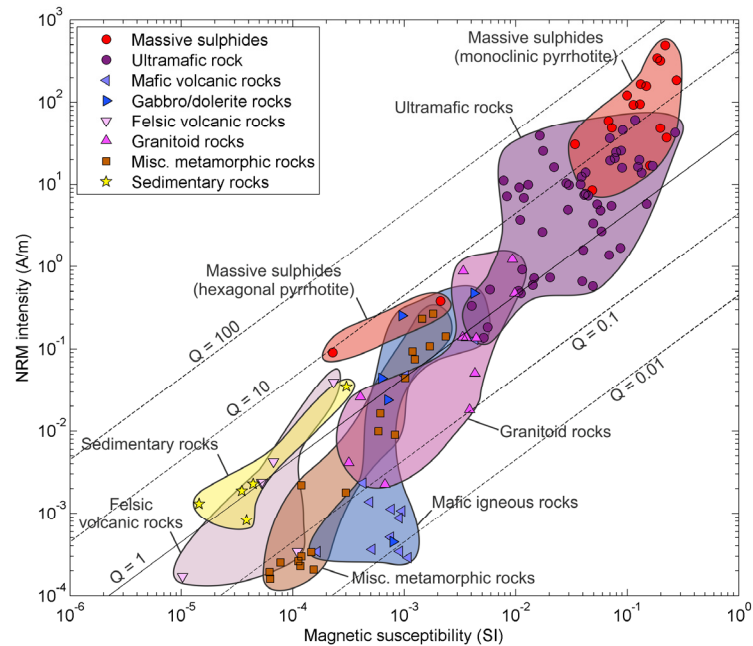 Massive sulphides
Ultramafic rock
Mafic volcanic rocks
Gabbro/dolerite rocks
Felsic volcanic rocks
Granitoid rocks
Misc. metamorphic rocks
Sedimentary rocks
Massive sulphides
(monoclinic pyrrhotite)
Ultramafic rocks
Massive sulphides
(hexagonal pyrrhotite)
Q = 100
Q = 10
Q = 0.1
Q = 0.01
Granitoid rocks
Sedimentary rocks
Felsic
volcanic rocks
Mafic igneous rocks
Q = 1
Misc. metamorphic rocks
NRM intensity (A/m)
10³
10²
10¹
10⁰
10⁻¹
10⁻²
10⁻³
10⁻⁴
10⁻⁶ 10⁻⁵ 10⁻⁴ 10⁻³ 10⁻² 10⁻¹ 10⁰
Magnetic susceptibility (SI)